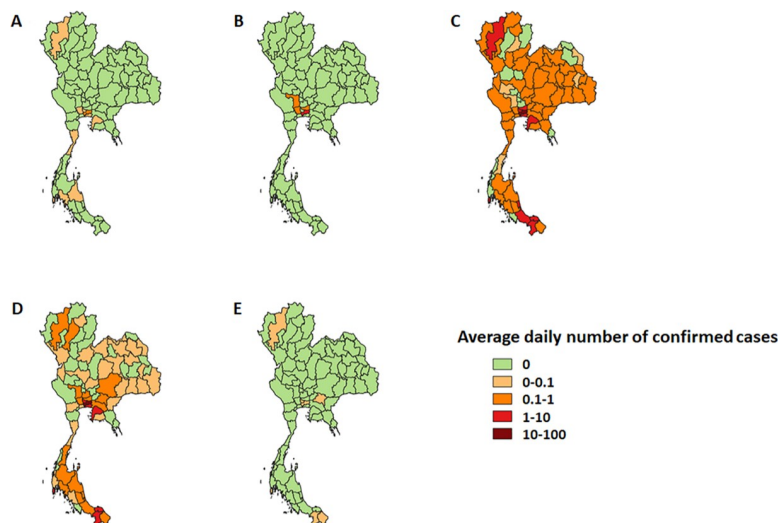 A
B
C
D
E
Average daily number of confirmed cases
0
0-0.1
0.1-1
1-10
10-100